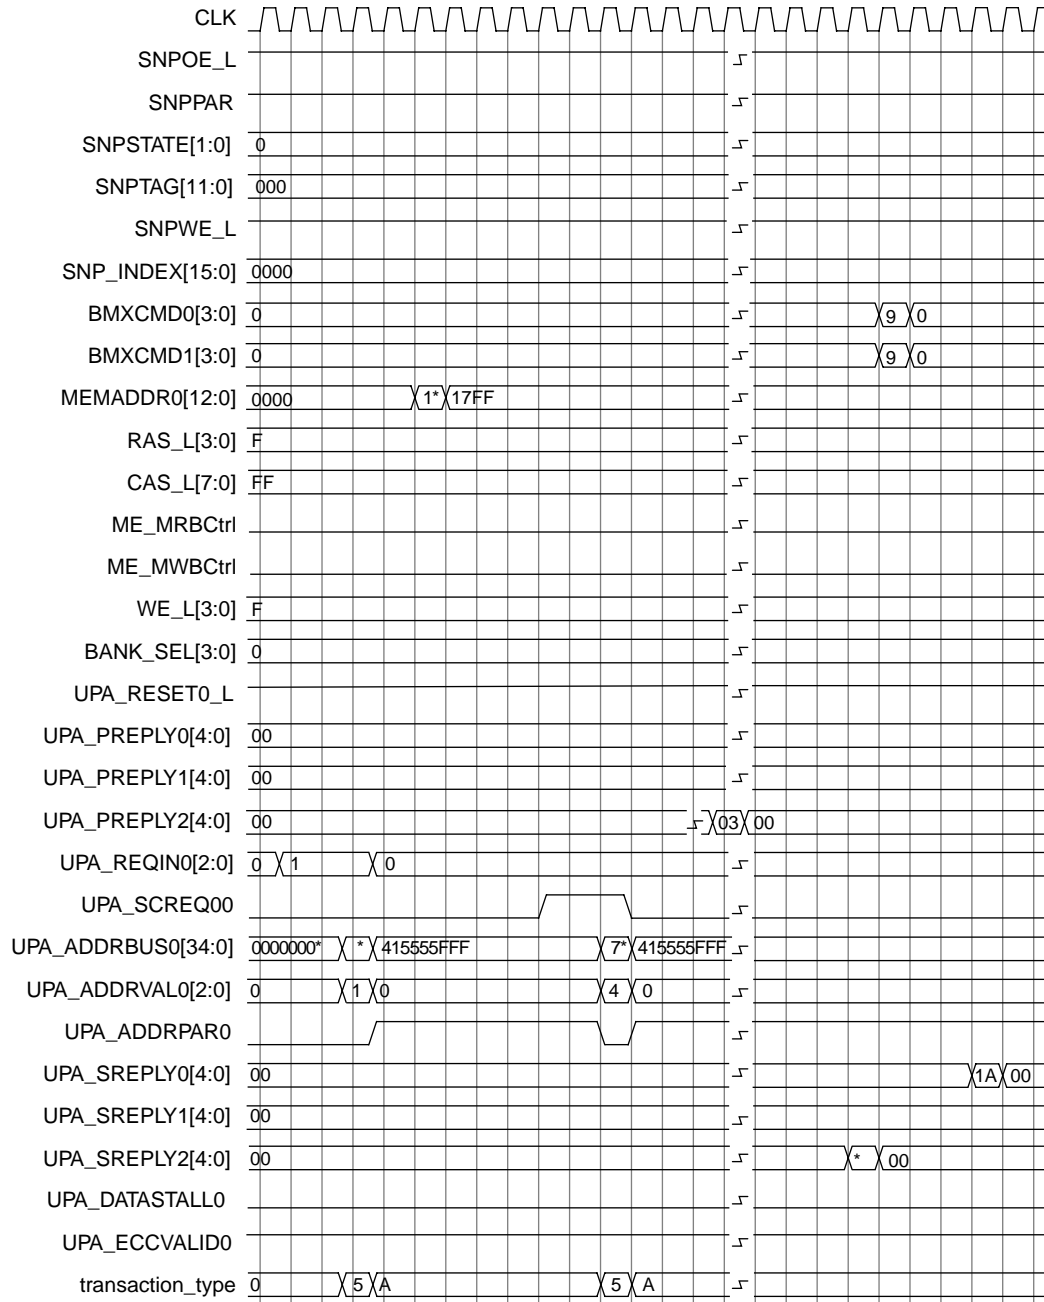 CLK
SNPOE_L
SNPPAR
SNPSTATE[1:0] 0
SNPTAG[11:0] 000
SNPWE_L
SNP_INDEX[15:0] 0000
BMXCMD0[3:0] 0 9 0
BMXCMD1[3:0] 0 9 0
MEMADDR0[12:0] 0000 1* 17FF
RAS_L[3:0] F
CAS_L[7:0] FF
ME_MRBCtrl
ME_MWBCtrl
WE_L[3:0] F
BANK_SEL[3:0] 0
UPA_RESET0_L
UPA_PREPLY0[4:0] 00
UPA_PREPLY1[4:0] 00
UPA_PREPLY2[4:0] 00 03 00
UPA_REQIN0[2:0] 0 1 0
UPA_SCREQ00
UPA_ADDRBUS0[34:0] 0000000* * 415555FFF 7* 415555FFF
UPA_ADDRVAL0[2:0] 0 1 0 4 0
UPA_ADDRPAR0
UPA_SREPLY0[4:0] 00 1A 00
UPA_SREPLY1[4:0] 00
UPA_SREPLY2[4:0] 00 * 00
UPA_DATASTALL0
UPA_ECCVALID0
transaction_type 0 5 A 5 A